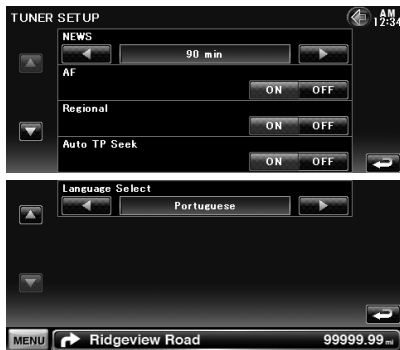 TUNER SETUP
AM
12:34
NEWS
90 min
AF
ON OFF
Regional
ON OFF
Auto TP Seek
ON OFF
Language Select
Portuguese
MENU Ridgeview Road 99999.99 mi